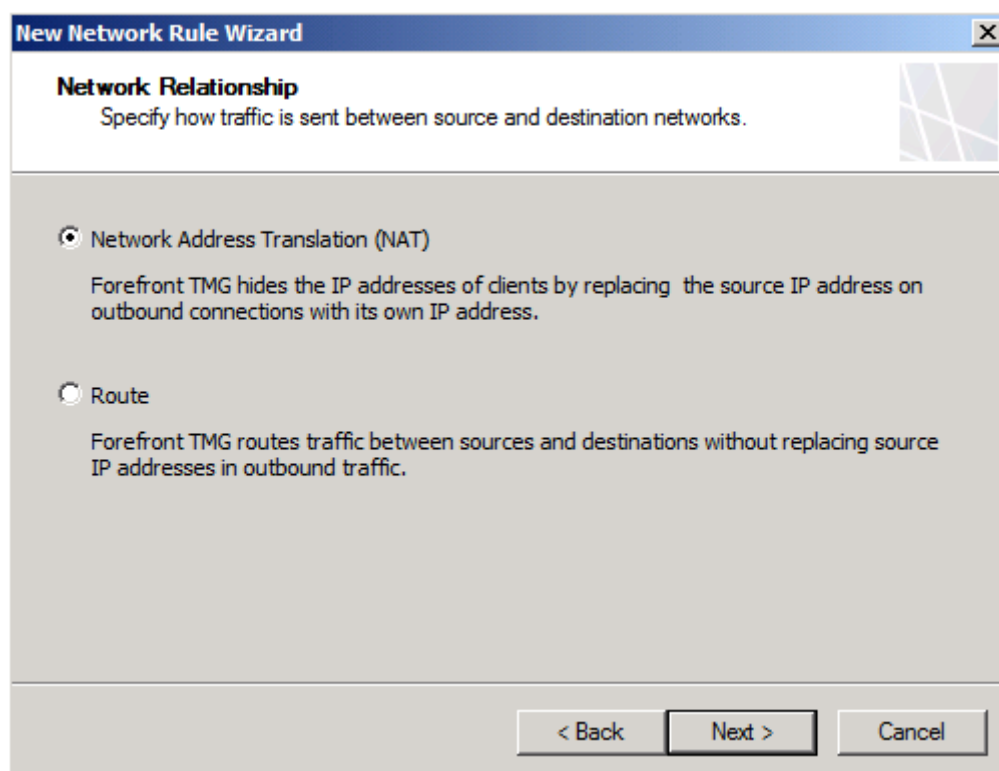 New Network Rule Wizard
Network Relationship
Specify how traffic is sent between source and destination networks.
Network Address Translation (NAT)
Forefront TMG hides the IP addresses of clients by replacing  the source IP address on
outbound connections with its own IP address.
Route
Forefront TMG routes traffic between sources and destinations without replacing source
IP addresses in outbound traffic.
< Back
Next >
Cancel